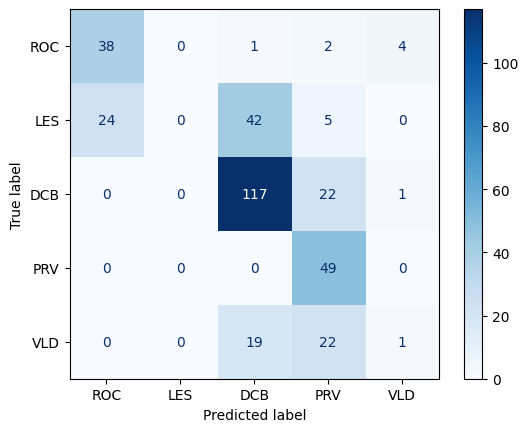 True label
ROC 38 0 1 2 4
LES 24 0 42 5 0
DCB 0 0 117 22 1
PRV 0 0 0 49 0
VLD 0 0 19 22 1
ROC LES DCB PRV VLD
Predicted label
100
80
60
40
20
0